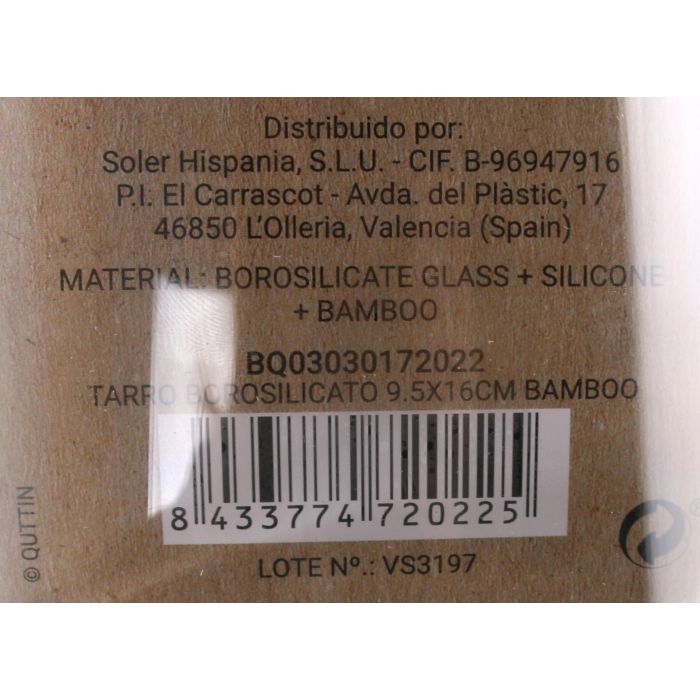 Distribuido por:
Soler Hispania, S.L.U. - CIF. B-96947916
P.I. El Carrascot - Avda. del Plàstic, 17
46850 L'Olleria, Valencia (Spain)
MATERIAL: BOROSILICATE GLASS + SILICONE
+ BAMBOO
BQ03030172022
TARRO BOROSILICATO 9.5X16CM BAMBOO
8 433774 720225
LOTE Nº.: VS3197
© QUTTIN